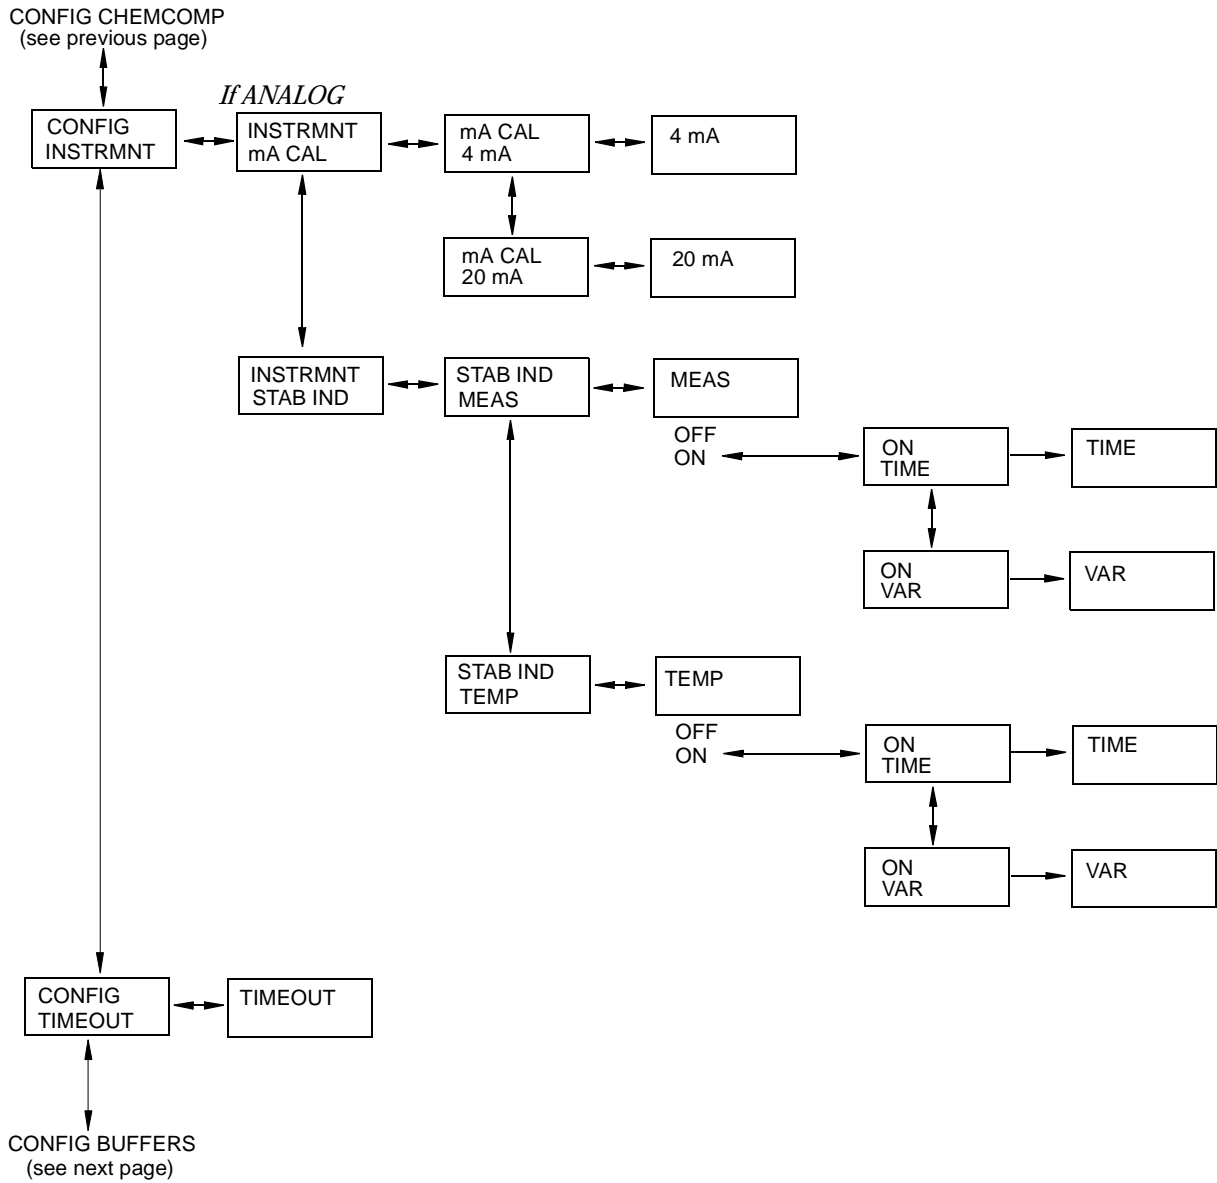 CONFIG CHEMCOMP
(see previous page)
If ANALOG
CONFIG
INSTRMNT
INSTRMNT
mA CAL
mA CAL
4 mA
4 mA
mA CAL
20 mA
20 mA
INSTRMNT
STAB IND
STAB IND
MEAS
MEAS
OFF
ON
ON
TIME
TIME
ON
VAR
VAR
STAB IND
TEMP
TEMP
OFF
ON
ON
TIME
TIME
ON
VAR
VAR
CONFIG
TIMEOUT
TIMEOUT
CONFIG BUFFERS
(see next page)